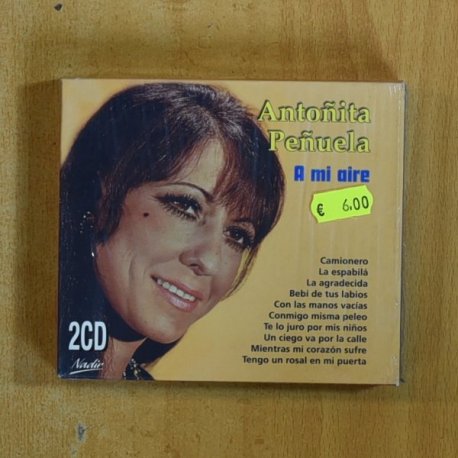 Antoñita
Peñuela
A mi aire
€ 6,00
Camionero
La espabilá
La agradecida
Bebí de tus labios
Con las manos vacías
Conmigo misma peleo
Te lo juro por mis niños
Un ciego va por la calle
Mientras mi corazón sufre
Tengo un rosal en mi puerta
2CD
Nadir